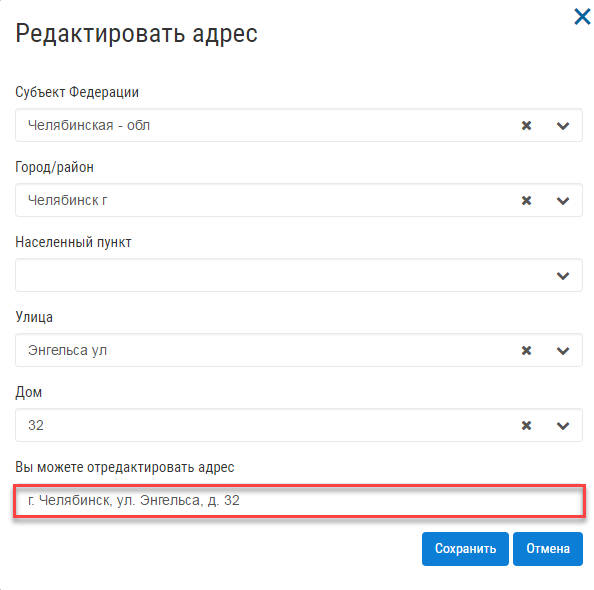 Редактировать адрес
Субъект Федерации
Челябинская - обл
Город/район
Челябинск г
Населенный пункт
Улица
Энгельса ул
Дом
32
Вы можете отредактировать адрес
г. Челябинск, ул. Энгельса, д. 32
Сохранить Отмена